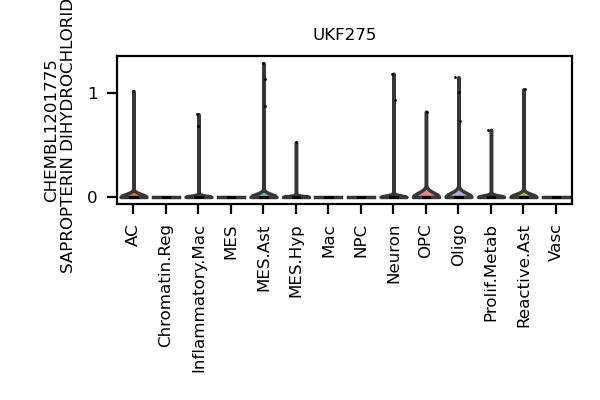 UKF275
CHEMBL1201775
SAPROPTERIN DIHYDROCHLORID
1
0
AC
Chromatin.Reg
Inflammatory.Mac
MES
MES.Ast
MES.Hyp
Mac
NPC
Neuron
OPC
Oligo
Prolif.Metab
Reactive.Ast
Vasc